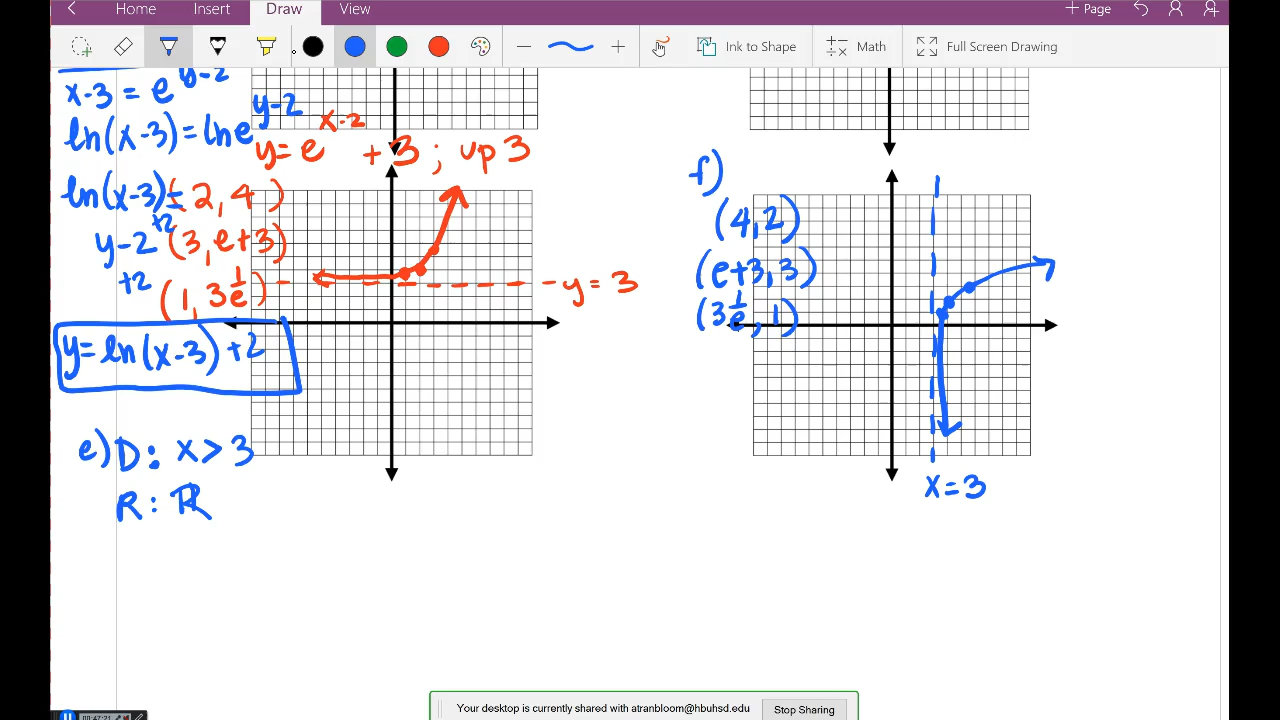 Home Insert Draw View + Page
Ink to Shape Math Full Screen Drawing
x-3 = e^{y-2}
ln(x-3) = ln e^{y-2}
ln(x-3) =
y-2
+2 +2
y = ln(x-3) + 2
e) D: x > 3
R: ℝ
y = e^{x-2} + 3 ; up 3
(2, 4)
(3, e+3)
(1, 3 1/e)
y = 3
f)
(4, 2)
(e+3, 3)
(3 1/e, 1)
x = 3
Your desktop is currently shared with atranbloom@hbuhsd.edu Stop Sharing
00:47:21